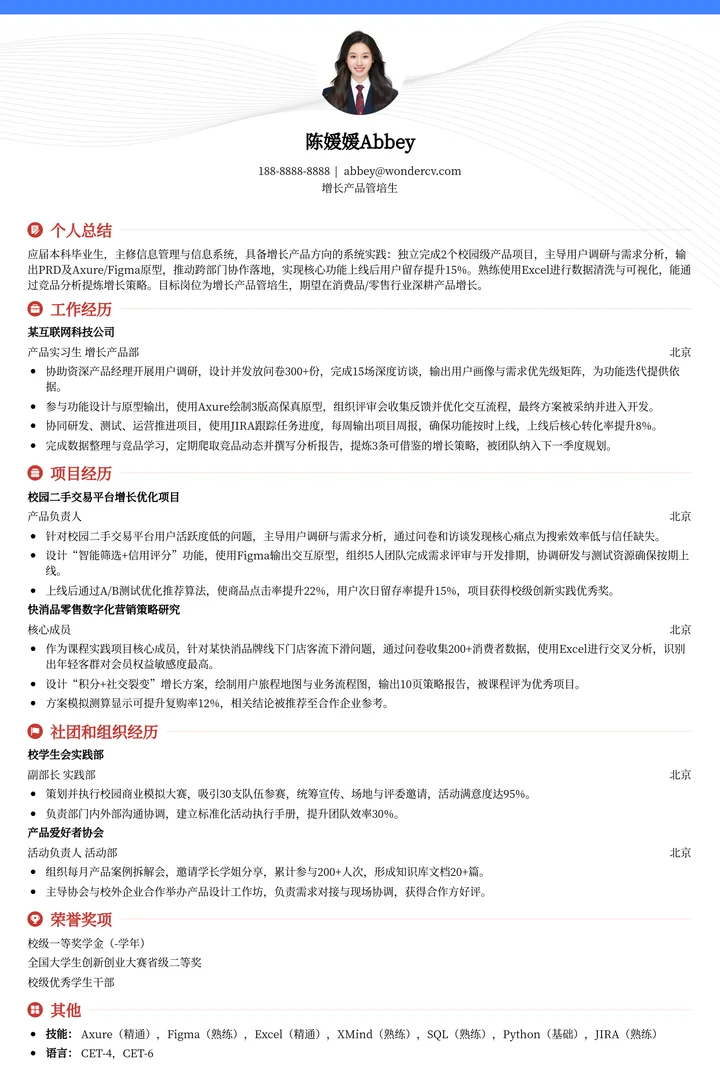 陈媛媛Abbey
188-8888-8888 | abbey@wondercv.com
增长产品管培生
个人总结
应届本科毕业生，主修信息管理与信息系统，具备增长产品方向的系统实践：独立完成2个校园级产品项目，主导用户调研与需求分析，输
出PRD及Axure/Figma原型，推动跨部门协作落地，实现核心功能上线后用户留存提升15%。熟练使用Excel进行数据清洗与可视化，能通
过竞品分析提炼增长策略。目标岗位为增长产品管培生，期望在消费品/零售行业深耕产品增长。
工作经历
某互联网科技公司
产品实习生 增长产品部 北京
• 协助资深产品经理开展用户调研，设计并发放问卷300+份，完成15场深度访谈，输出用户画像与需求优先级矩阵，为功能迭代提供依
据。
• 参与功能设计与原型输出，使用Axure绘制3版高保真原型，组织评审会收集反馈并优化交互流程，最终方案被采纳并进入开发。
• 协同研发、测试、运营推进项目，使用JIRA跟踪任务进度，每周输出项目周报，确保功能按时上线，上线后核心转化率提升8%。
• 完成数据整理与竞品学习，定期爬取竞品动态并撰写分析报告，提炼3条可借鉴的增长策略，被团队纳入下一季度规划。
项目经历
校园二手交易平台增长优化项目
产品负责人 北京
• 针对校园二手交易平台用户活跃度低的问题，主导用户调研与需求分析，通过问卷和访谈发现核心痛点为搜索效率低与信任缺失。
• 设计“智能筛选+信用评分”功能，使用Figma输出交互原型，组织5人团队完成需求评审与开发排期，协调研发与测试资源确保按期上
线。
• 上线后通过A/B测试优化推荐算法，使商品点击率提升22%，用户次日留存率提升15%，项目获得校级创新实践优秀奖。
快消品零售数字化营销策略研究
核心成员 北京
• 作为课程实践项目核心成员，针对某快消品牌线下门店客流下滑问题，通过问卷收集200+消费者数据，使用Excel进行交叉分析，识别
出年轻客群对会员权益敏感度最高。
• 设计“积分+社交裂变”增长方案，绘制用户旅程地图与业务流程图，输出10页策略报告，被课程评为优秀项目。
• 方案模拟测算显示可提升复购率12%，相关结论被推荐至合作企业参考。
社团和组织经历
校学生会实践部
副部长 实践部 北京
• 策划并执行校园商业模拟大赛，吸引30支队伍参赛，统筹宣传、场地与评委邀请，活动满意度达95%。
• 负责部门内外部沟通协调，建立标准化活动执行手册，提升团队效率30%。
产品爱好者协会
活动负责人 活动部 北京
• 组织每月产品案例拆解会，邀请学长学姐分享，累计参与200+人次，形成知识库文档20+篇。
• 主导协会与校外企业合作举办产品设计工作坊，负责需求对接与现场协调，获得合作方好评。
荣誉奖项
校级一等奖学金（-学年）
全国大学生创新创业大赛省级二等奖
校级优秀学生干部
其他
• 技能： Axure（精通）, Figma（熟练）, Excel（精通）, XMind（熟练）, SQL（熟练）, Python（基础）, JIRA（熟练）
• 语言： CET-4，CET-6